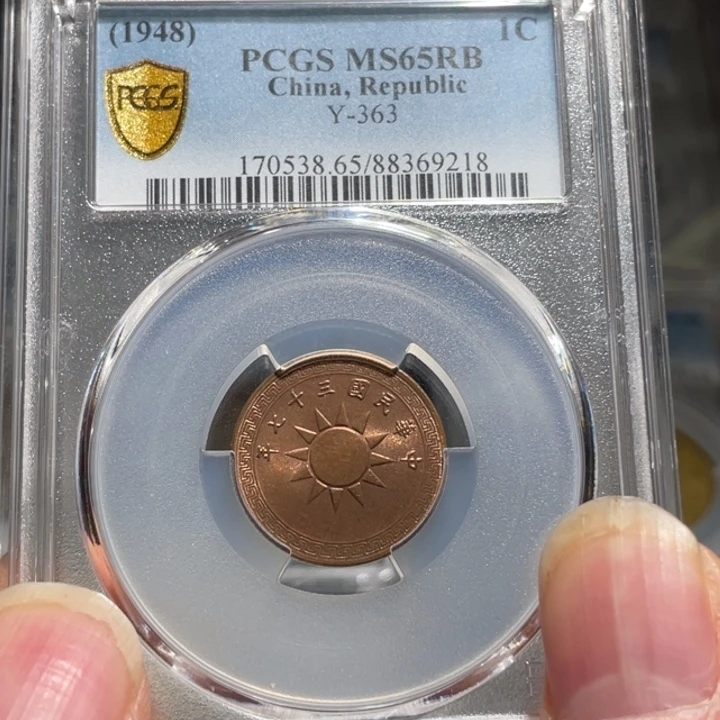 (1948) 1C
PCGS MS65RB
China, Republic
Y-363
PCGS
170538.65/88369218
年七十三國民華中